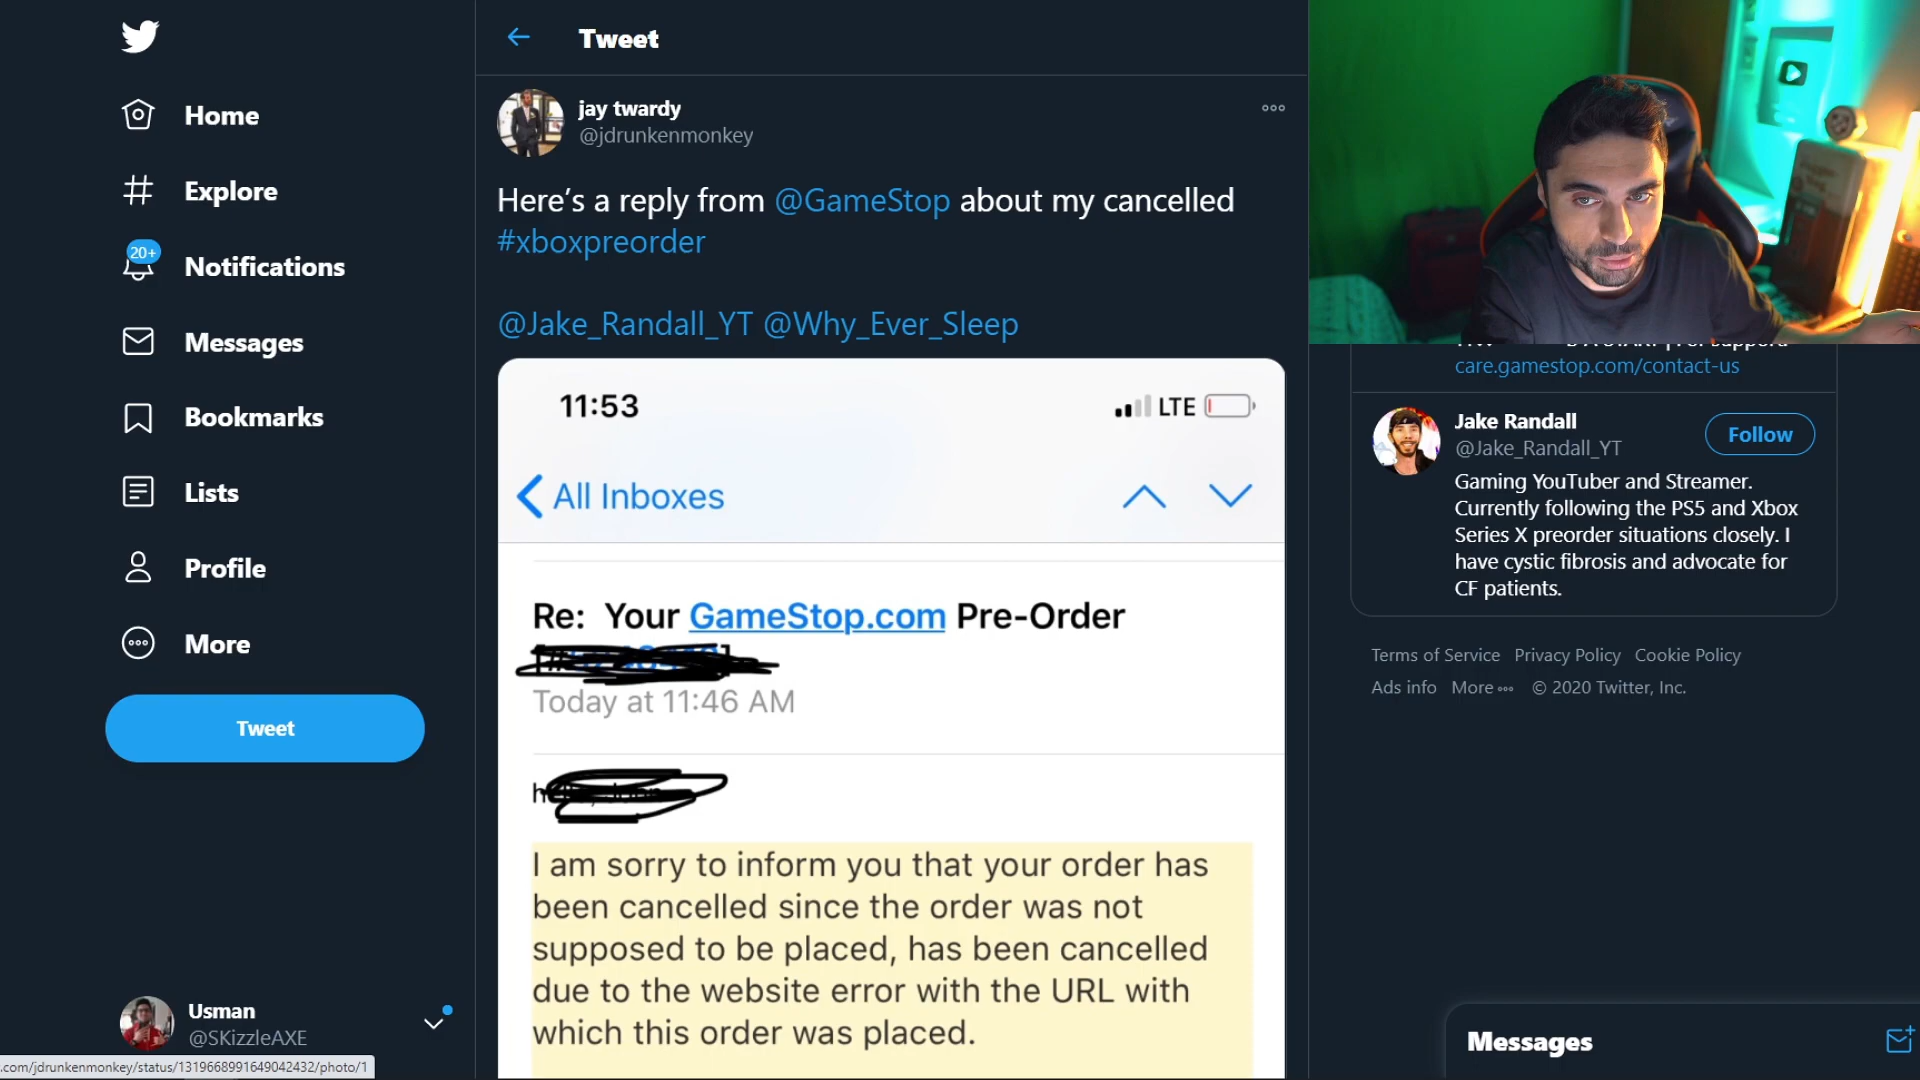 Tweet
Home
Explore
20+
Notifications
Messages
Bookmarks
Lists
Profile
More
Tweet
Usman
@SKizzleAXE
.com/jdrunkenmonkey/status/1319668991649042432/photo/1
jay twardy
@jdrunkenmonkey
Here’s a reply from @GameStop about my cancelled
#xboxpreorder
@Jake_Randall_YT @Why_Ever_Sleep
11:53
LTE
All Inboxes
Re: Your GameStop.com Pre-Order
Today at 11:46 AM
I am sorry to inform you that your order has
been cancelled since the order was not
supposed to be placed, has been cancelled
due to the website error with the URL with
which this order was placed.
care.gamestop.com/contact-us
Jake Randall
@Jake_Randall_YT
Follow
Gaming YouTuber and Streamer.
Currently following the PS5 and Xbox
Series X preorder situations closely. I
have cystic fibrosis and advocate for
CF patients.
Terms of Service Privacy Policy Cookie Policy
Ads info More © 2020 Twitter, Inc.
Messages